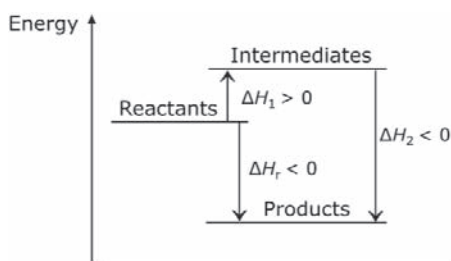 Energy
Intermediates
Reactants
ΔH₁ > 0
ΔH₂ < 0
ΔHᵣ < 0
Products